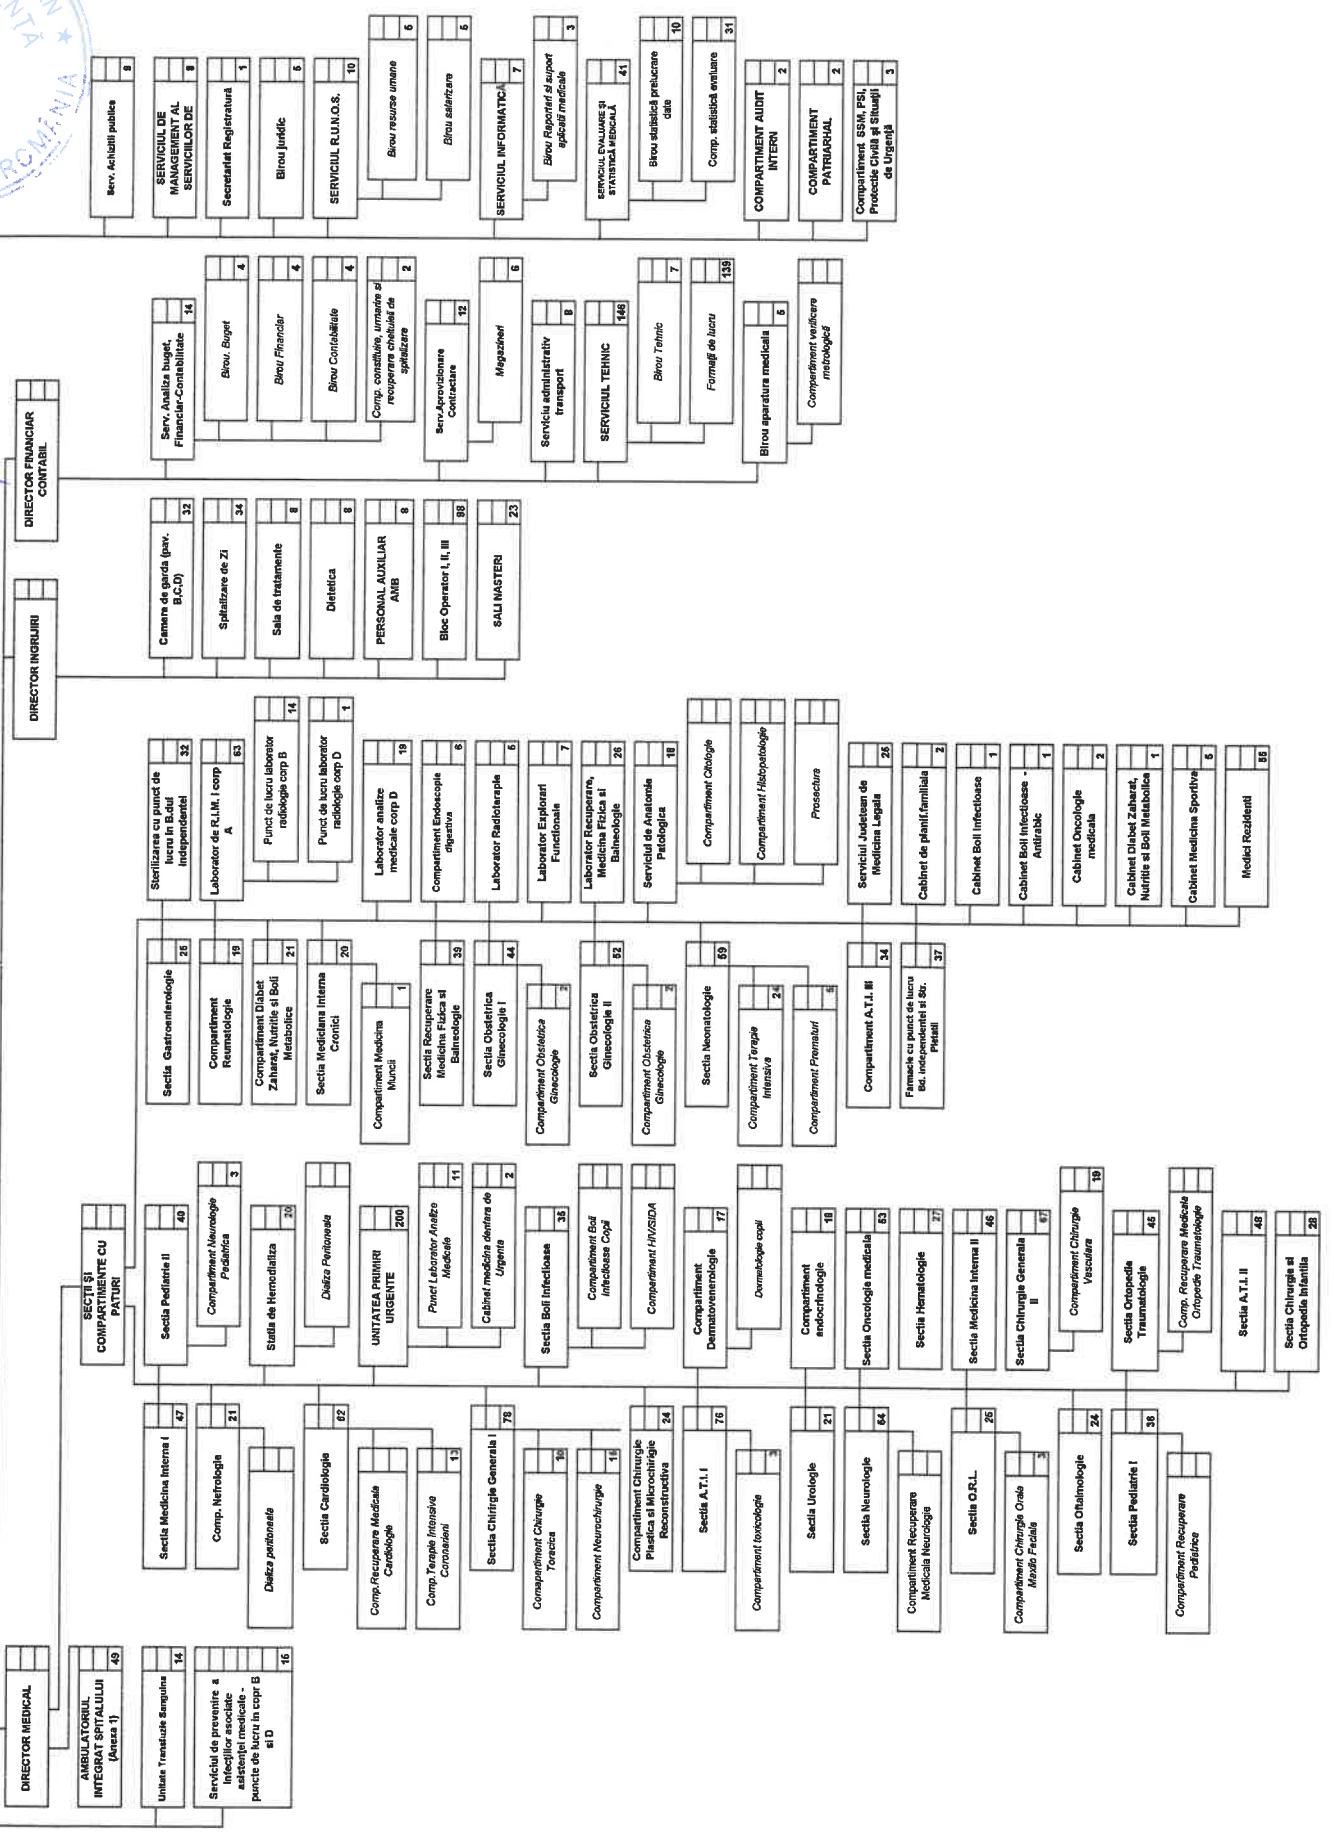 DIRECTOR MEDICAL
AMBULATORIUL
INTEGRAT SPITALULUI
(Anexa 1)
49
Unitate Transfuzie Sanguina
14
Serviciul de prevenire a
infecțiilor asociate
asistenței medicale -
puncte de lucru in copr B
si D
16
SECȚII ȘI
COMPARTIMENTE CU
PATURI
Sectia Medicina Interna I
47
Comp. Nefrologie
21
Dializa peritoneala
Sectia Cardiologie
62
Comp.Recuperare Medicala
Cardiologie
Comp.Terapie Intensiva
Coronarieni
13
Sectia Chirirgie Generala I
78
Comapartiment Chirurgie
Toracica
10
Compartiment Neurochirurgie
15
Compartiment Chirurgie
Plastica si Microchirigie
Reconstructiva
24
Sectia A.T.I. I
76
Compartiment toxicologie
3
Sectia Urologie
21
Sectia Neurologie
64
Compartiment Recuperare
Medicala Neurologie
Sectia O.R.L.
25
Compartiment Chirurgie Orala
Maxilo Faciala
3
Sectia Oftalmologie
24
Sectia Pediatrie I
36
Compartiment Recuperare
Pediatrica
Sectia Pediatrie II
40
Compartiment Neurologie
Pediatrica
3
Statia de Hemodializa
20
Dializa Peritoneala
UNITATEA PRIMIRI
URGENTE
200
Punct Laborator Analize
Medicale
11
Cabinet medicina dentara de
Urgenta
2
Sectia Boli Infectioase
35
Compartiment Boli
Infectioase Copii
Compartiment HIV/SIDA
Compartiment
Dermatovenerologie
17
Dermatologie copii
Compartiment
endocrinologie
18
Sectia Oncologie medicala
53
Sectia Hematologie
27
Sectia Medicina Interna II
46
Sectia Chirurgie Generala
II
67
Compartiment Chirurgie
Vasculara
19
Sectia Ortopedie
Traumatologie
45
Comp. Recuperare Medicala
Ortopedie Traumatologie
Sectia A.T.I. II
48
Sectia Chirurgie si
Ortopedie Infantila
28
Sectia Gastroenterologie
25
Compartiment
Reumatologie
19
Compartiment Diabet
Zaharat, Nutritie si Boli
Metabolice
21
Sectia Mediciana Interna
Cronici
20
Compartiment Medicina
Muncii
1
Sectia Recuperare
Medicina Fizica si
Balneologie
39
Sectia Obstetrica
Ginecologie I
44
Compartiment Obstetrica
Ginecologie
2
Sectia Obstetrica
Ginecologie II
52
Compartiment Obstetrica
Ginecologie
2
Sectia Neonatologie
59
Compartiment Terapie
Intensiva
24
Compartiment Prematuri
5
Compartiment A.T.I. III
34
Farmacie cu punct de lucru
Bd. Independentei si Str.
37
Sterilizarea cu punct de
lucru in B.dul
Independentei
32
Laborator de R.I.M. I corp
A
63
Punct de lucru laborator
radiologie corp B
14
Punct de lucru laborator
radiologie corp D
1
Laborator analize
medicale corp D
19
Compartiment Endoscopie
digestiva
6
Laborator Radioterapie
5
Laborator Explorari
Functionale
7
Laborator Recuperare,
Medicina Fizica si
Balneologie
26
Serviciul de Anatomie
Patologica
18
Compartiment Citologie
Compartiment Histopatologie
Prosectura
Serviciul Judetean de
Medicina Legala
25
Cabinet de planif.familiala
2
Cabinet Boli Infectioase
1
Cabinet Boli Infectioase -
Antirabic
1
Cabinet Oncologie
medicala
2
Cabinet Diabet Zaharat,
Nutritie si Boli Metabolice
1
Cabinet Medicina Sportiva
5
Medici Rezidenti
55
DIRECTOR INGRIJIRI
Camere de garda (pav.
B,C,D)
32
Spitalizare de Zi
34
Sala de tratamente
8
Dietetica
8
PERSONAL AUXILIAR
AMB
8
Bloc Operator I, II, III
98
SALI NASTERI
23
DIRECTOR FINANCIAR
CONTABIL
Serv. Analiza buget,
Financiar-Contabilitate
14
Birou. Buget
4
Birou Financiar
4
Birou Contabilitate
4
Comp. constituire, urmarire si
recuperare cheltuieli de
spitalizare
2
Serv.Aprovizionare
Contractare
12
Magazineri
6
Serviciu administrativ
transport
8
SERVICIUL TEHNIC
146
Birou Tehnic
7
Formații de lucru
139
Birou aparatura medicala
5
Compartiment verificare
metrologică
Serv. Achizitii publice
9
SERVICIUL DE
MANAGEMENT AL
SERVICIILOR DE
8
Secretariat Registratură
1
Birou juridic
5
SERVICIUL R.U.N.O.S.
10
Birou resurse umane
5
Birou salarizare
5
SERVICIUL INFORMATICA
7
Birou Raportari si suport
aplicatii medicale
3
SERVICIUL EVALUARE ȘI
STATISTICĂ MEDICALĂ
41
Birou statistică prelucrare
date
10
Comp. statistică evaluare
31
COMPARTIMENT AUDIT
INTERN
2
COMPARTIMENT
PATRIARHAL
2
Compartiment SSM, PSI,
Protectie Civilă și Situații
de Urgență
3
ROMÂNIA